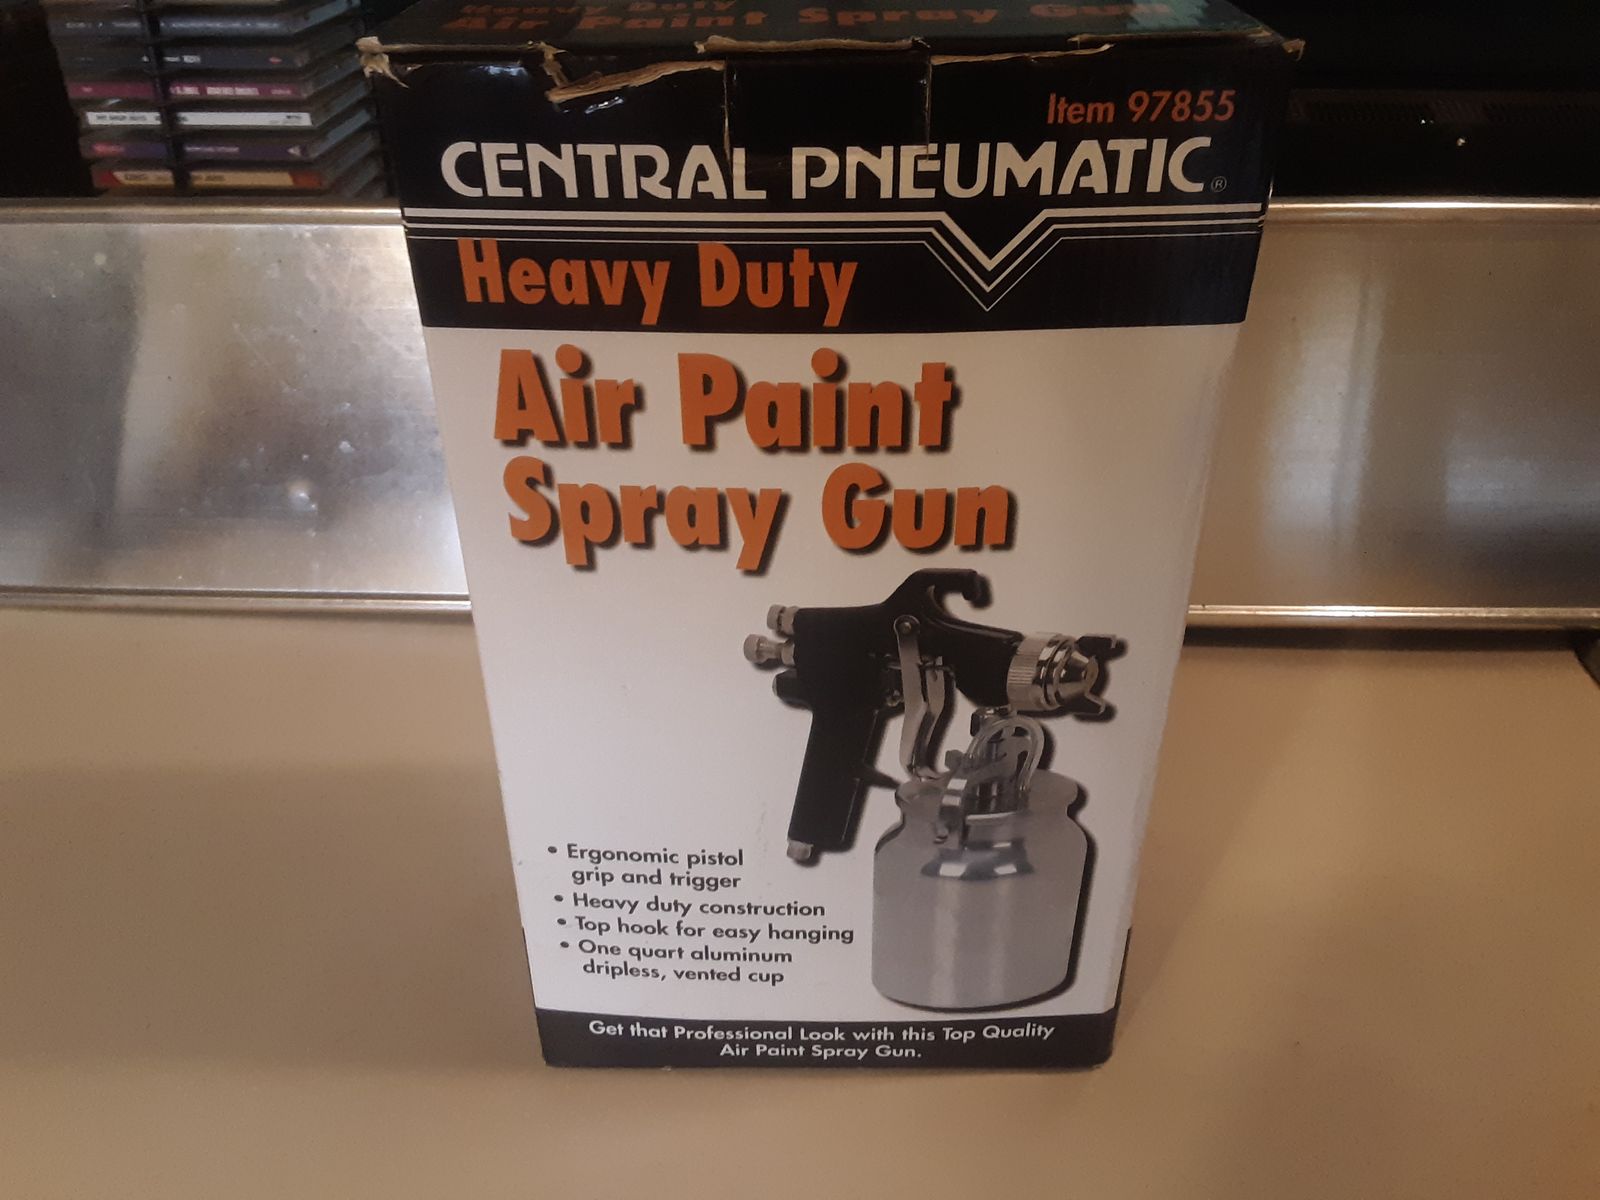 Heavy Duty
Air Paint Spray Gun
Item 97855
CENTRAL PNEUMATIC®
Heavy Duty
Air Paint
Spray Gun
• Ergonomic pistol
grip and trigger
• Heavy duty construction
• Top hook for easy hanging
• One quart aluminum
dripless, vented cup
Get that Professional Look with this Top Quality
Air Paint Spray Gun.